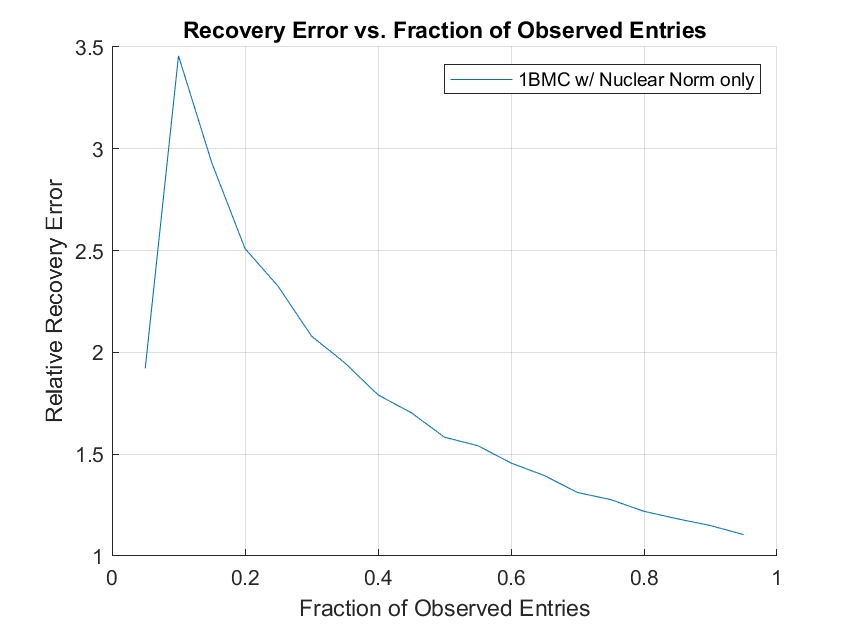 Recovery Error vs. Fraction of Observed Entries
1BMC w/ Nuclear Norm only
Relative Recovery Error
3.5
3
2.5
2
1.5
1
0 0.2 0.4 0.6 0.8 1
Fraction of Observed Entries